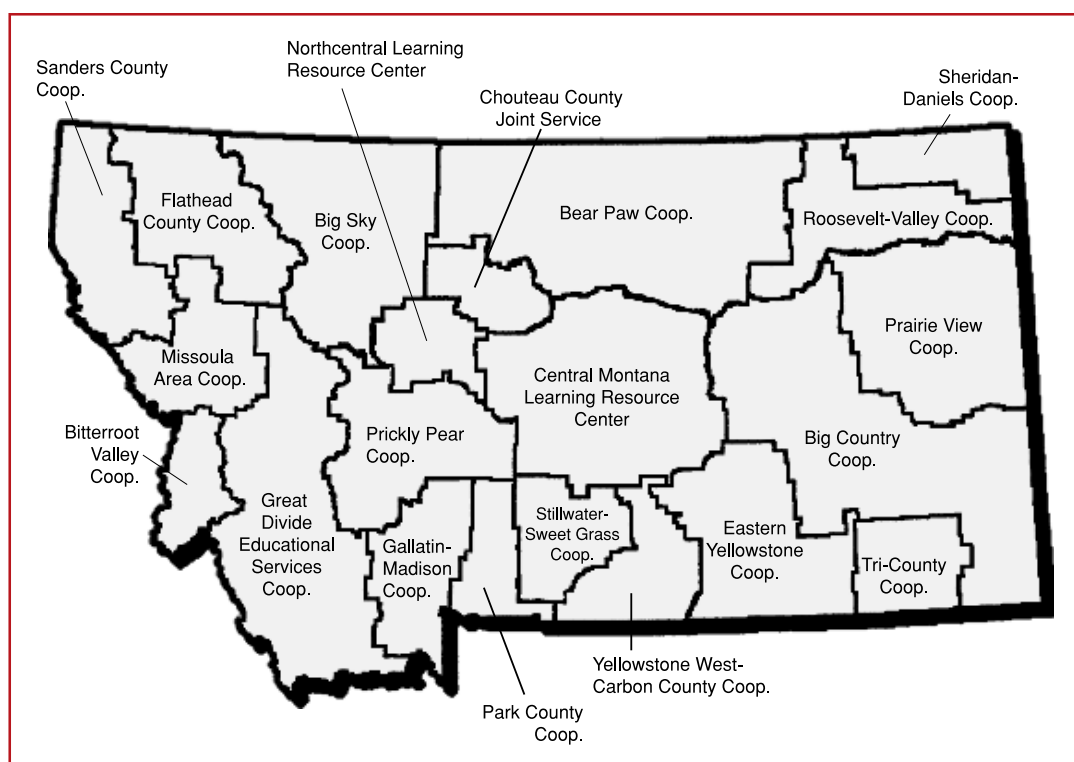 Northcentral Learning
Resource Center
Sanders County
Coop.
Chouteau County
Joint Service
Sheridan-
Daniels Coop.
Flathead
County Coop.
Big Sky
Coop.
Bear Paw Coop.
Roosevelt-Valley Coop.
Prairie View
Coop.
Missoula
Area Coop.
Central Montana
Learning Resource
Center
Bitterroot
Valley
Coop.
Prickly Pear
Coop.
Big Country
Coop.
Great
Divide
Educational
Services
Coop.
Gallatin-
Madison
Coop.
Stillwater-
Sweet Grass
Coop.
Eastern
Yellowstone
Coop.
Tri-County
Coop.
Yellowstone West-
Carbon County Coop.
Park County
Coop.